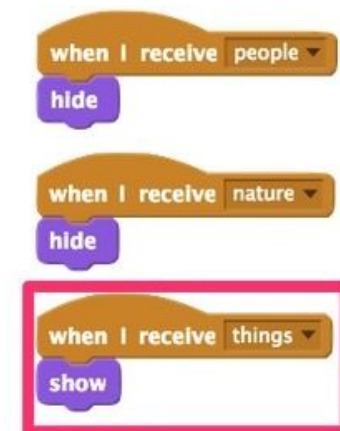 when I receive people
hide
when I receive nature
hide
when I receive things
show